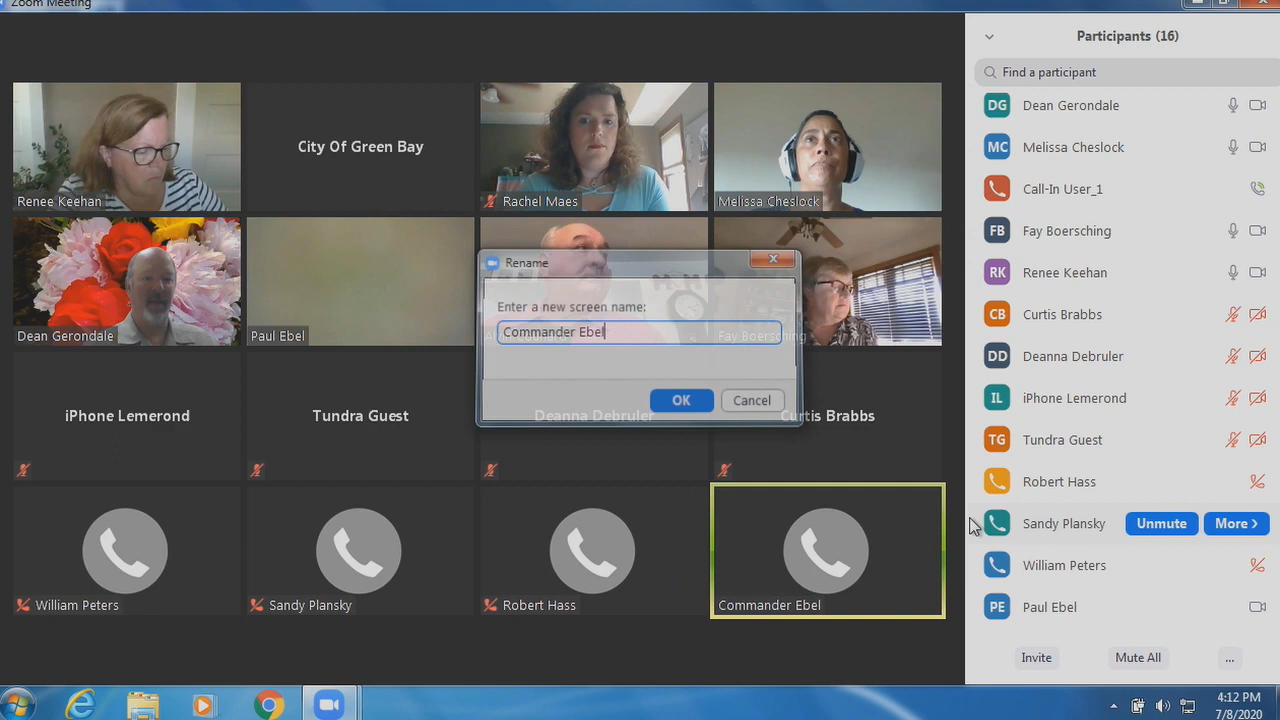 Zoom Meeting
Participants (16)
Find a participant
Renee Keehan
City Of Green Bay
Rachel Maes
Melissa Cheslock
Dean Gerondale
Paul Ebel
Fay Boersching
Rename
Enter a new screen name:
Commander Ebel
OK
Cancel
iPhone Lemerond
Tundra Guest
Deanna Debruler
Curtis Brabbs
William Peters
Sandy Plansky
Robert Hass
Commander Ebel
DG Dean Gerondale
MC Melissa Cheslock
Call-In User_1
FB Fay Boersching
RK Renee Keehan
CB Curtis Brabbs
DD Deanna Debruler
IL iPhone Lemerond
TG Tundra Guest
Robert Hass
Sandy Plansky Unmute More >
William Peters
PE Paul Ebel
Invite Mute All ...
4:12 PM
7/8/2020